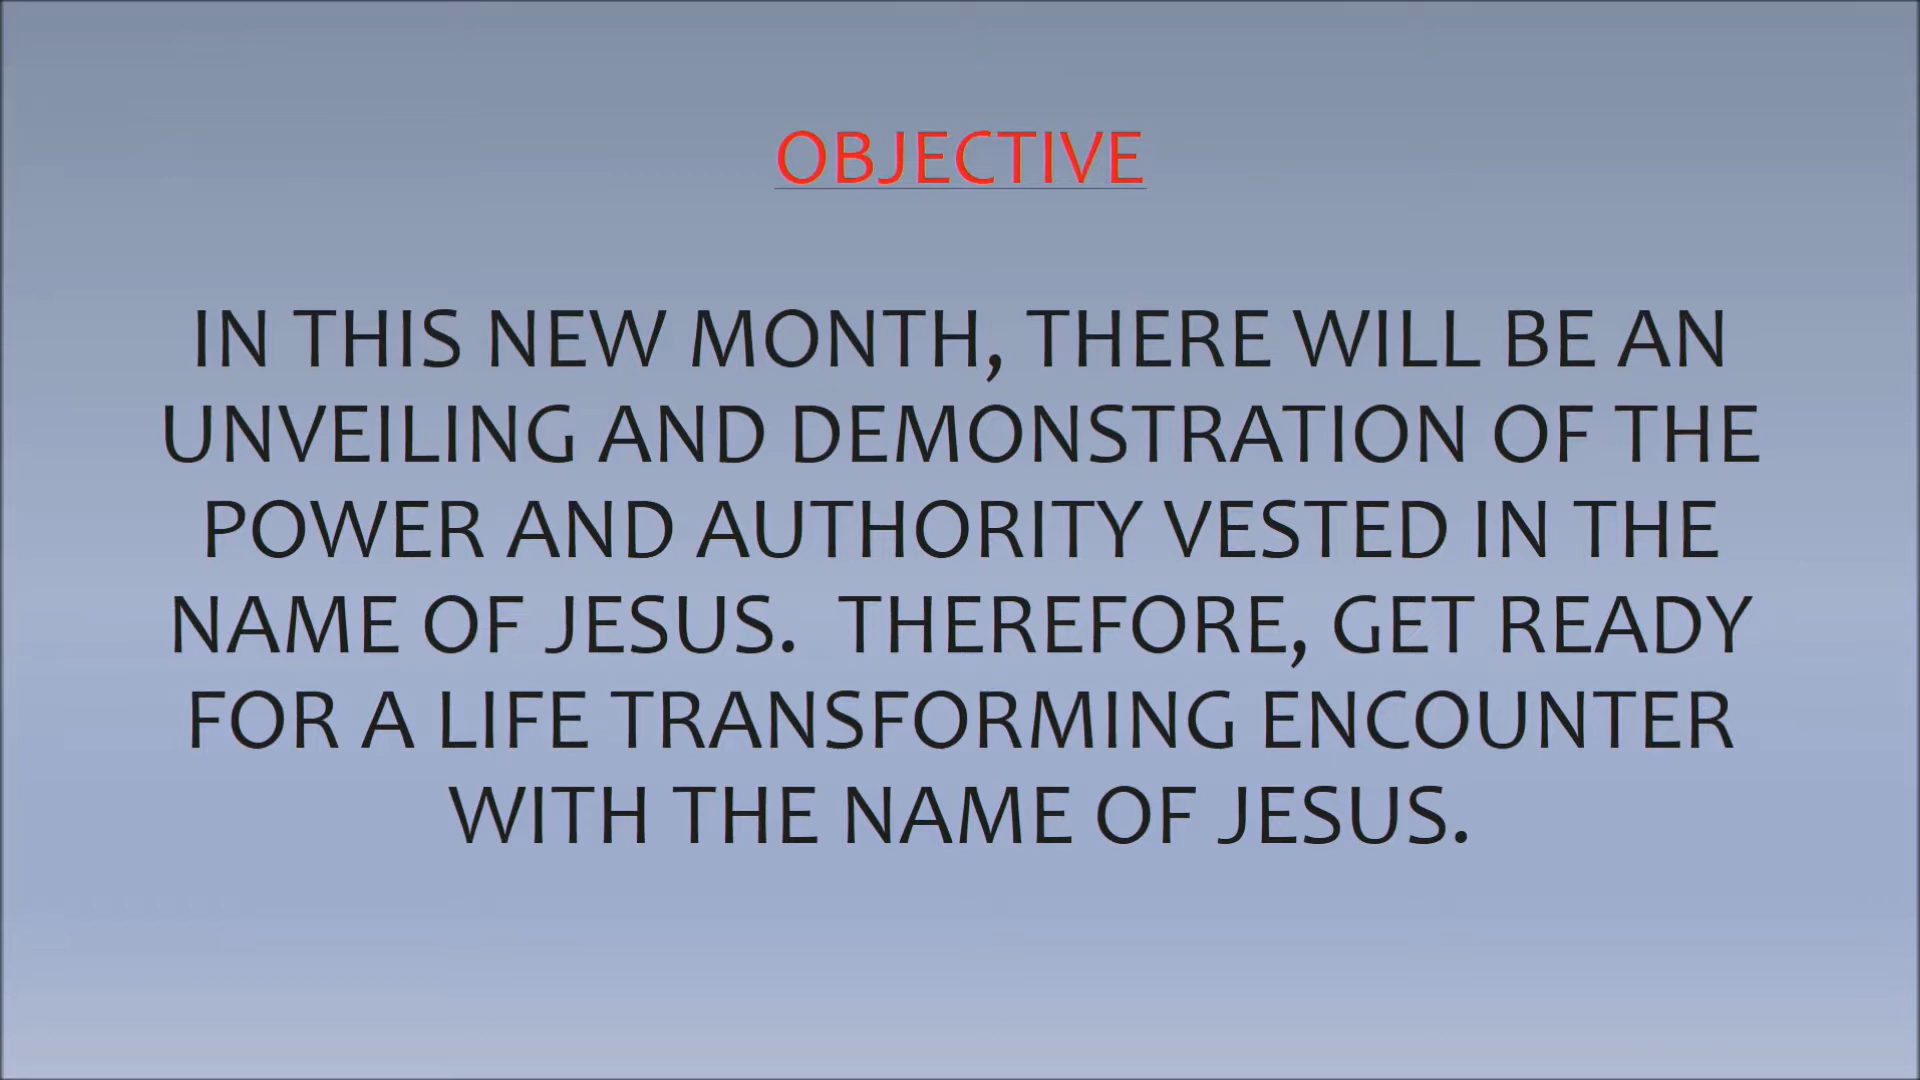 OBJECTIVE
IN THIS NEW MONTH, THERE WILL BE AN
UNVEILING AND DEMONSTRATION OF THE
POWER AND AUTHORITY VESTED IN THE
NAME OF JESUS.  THEREFORE, GET READY
FOR A LIFE TRANSFORMING ENCOUNTER
WITH THE NAME OF JESUS.